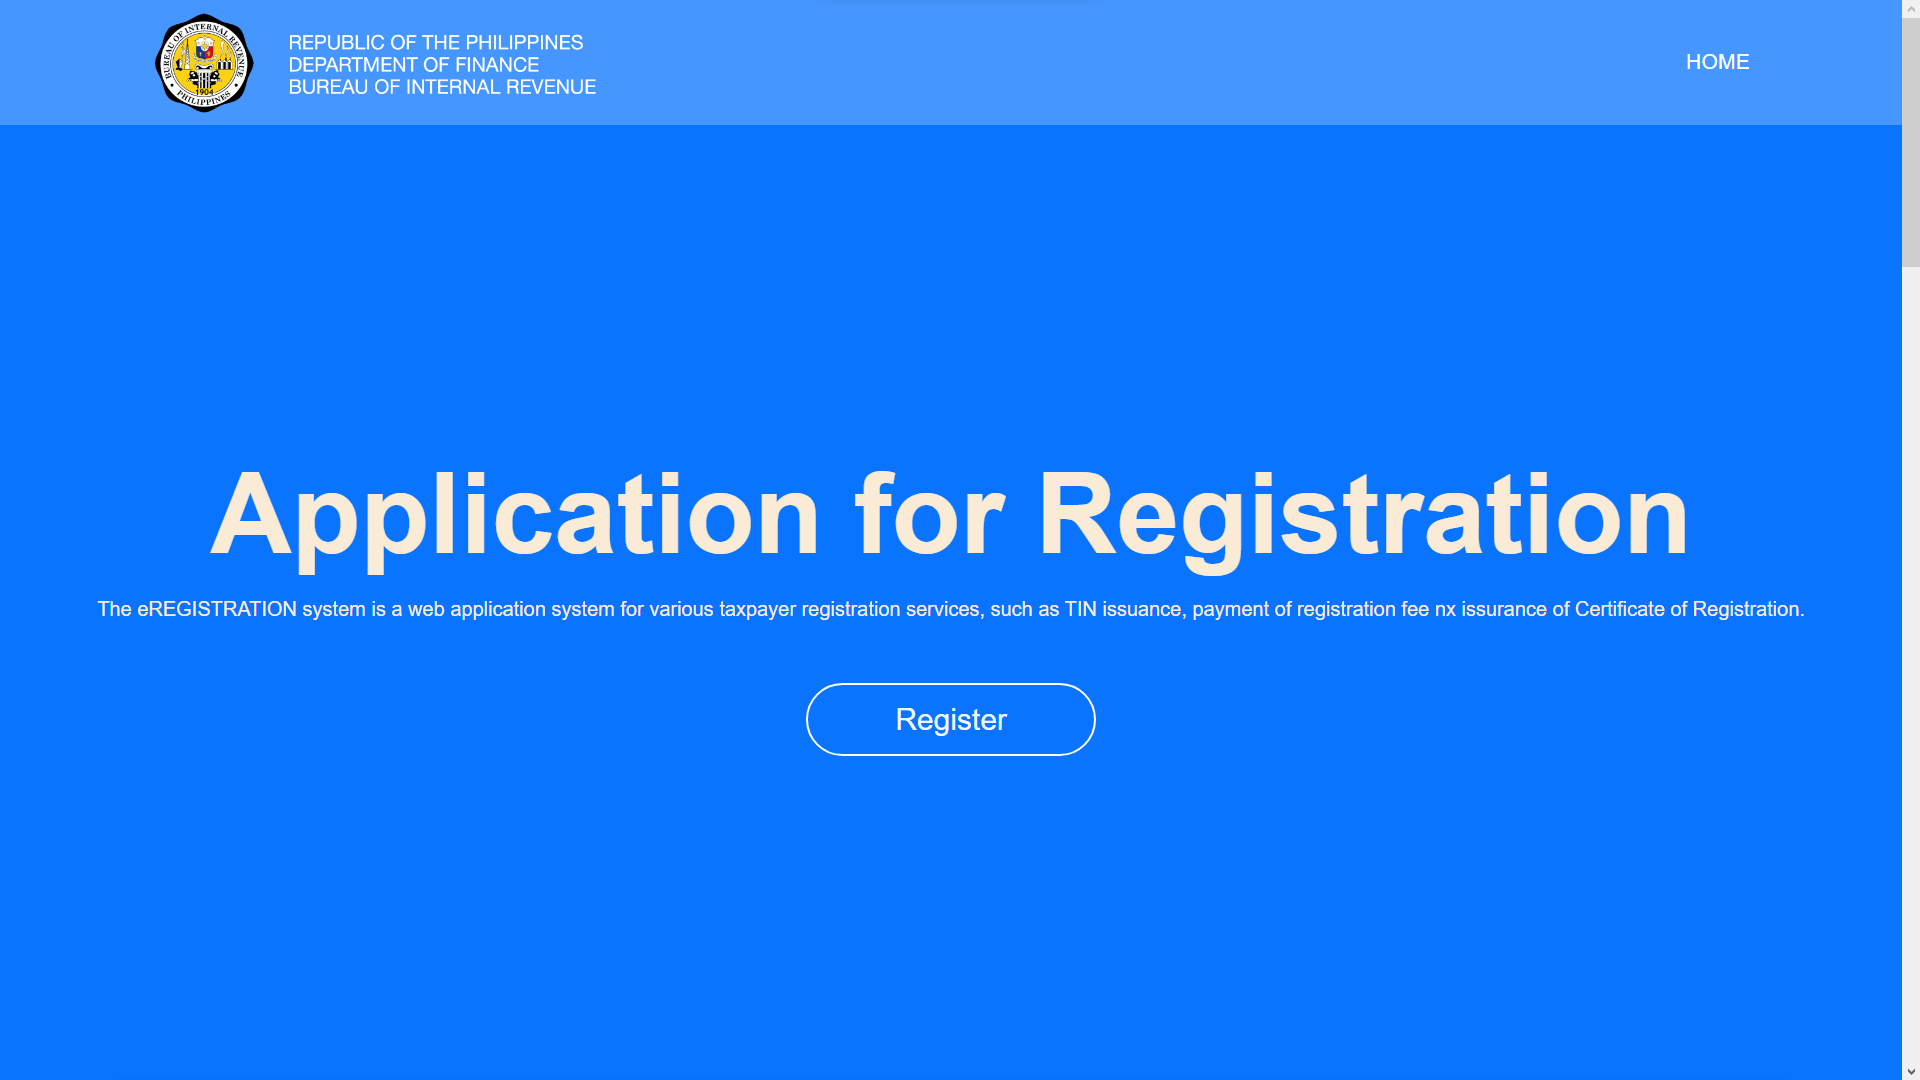 BUREAU OF INTERNAL REVENUE
1904
PHILIPPINES
REPUBLIC OF THE PHILIPPINES
DEPARTMENT OF FINANCE
BUREAU OF INTERNAL REVENUE
HOME
Application for Registration
The eREGISTRATION system is a web application system for various taxpayer registration services, such as TIN issuance, payment of registration fee nx issurance of Certificate of Registration.
Register